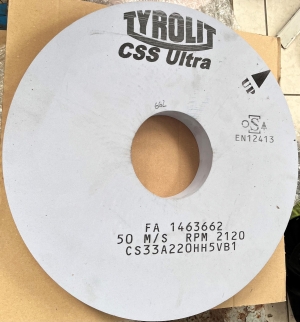 TYROLIT
CSS Ultra
UP
OSA
EN12413
FA 1463662
50 M/S RPM 2120
CS33A220HH5VB1